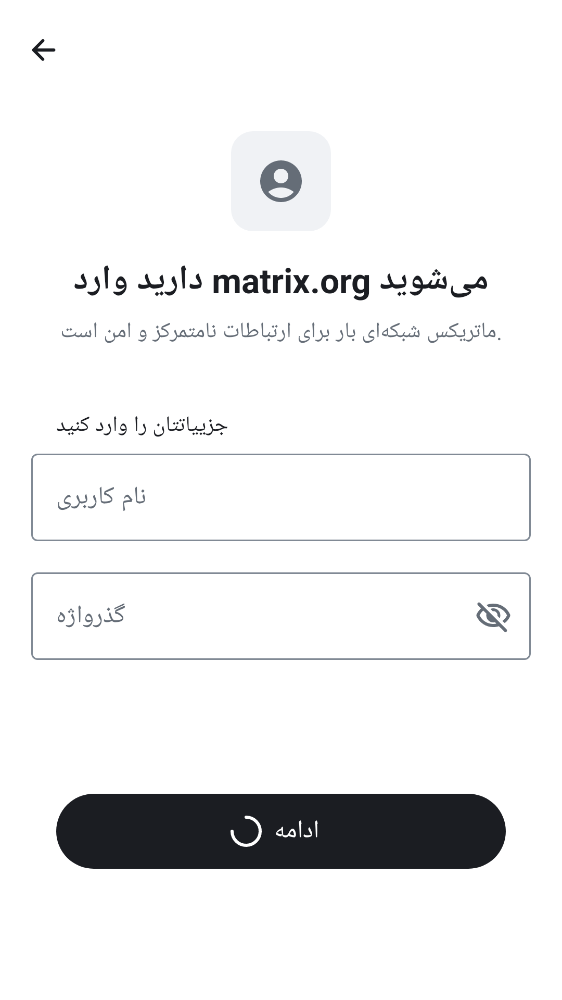 دارید وارد matrix.org می‌شوید
ماتریکس شبکه‌ای بار برای ارتباطات نامتمرکز و امن است.
جزییاتتان را وارد کنید
نام کاربری
گذرواژه
ادامه